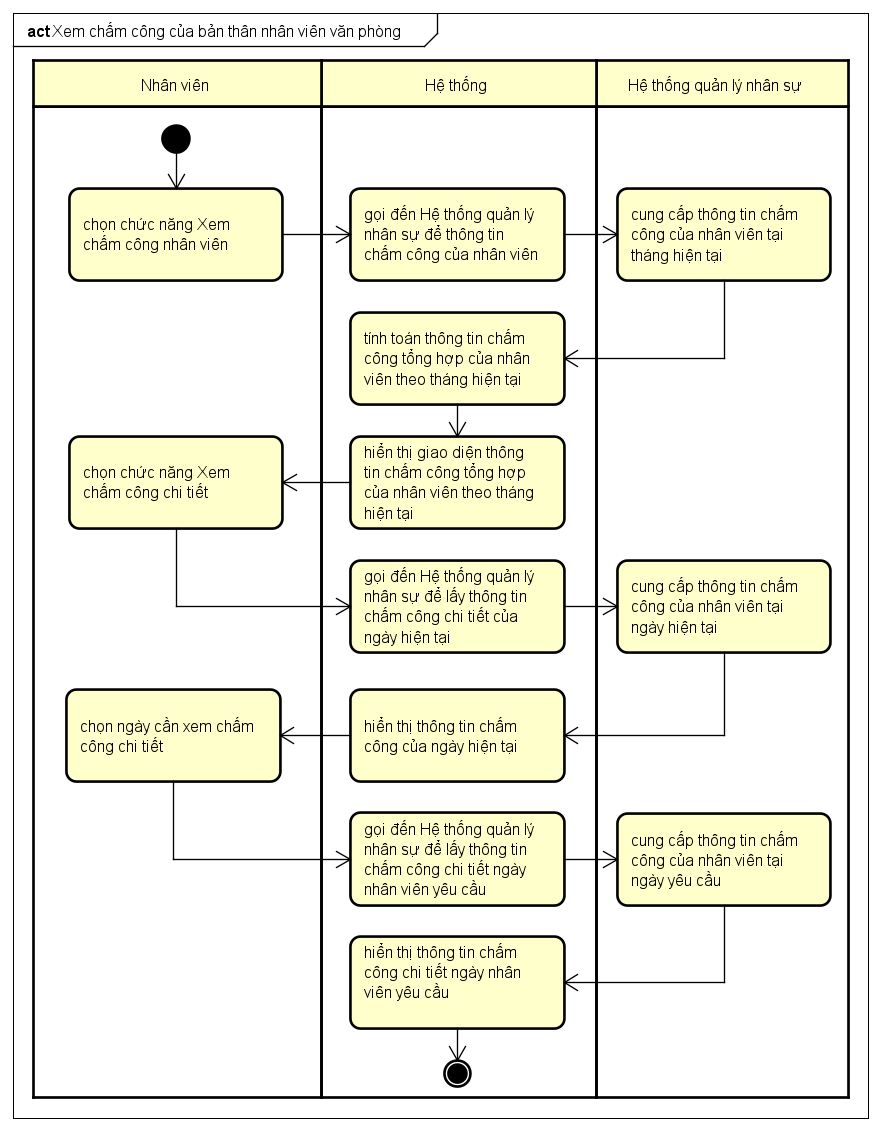 act Xem chấm công của bản thân nhân viên văn phòng
Nhân viên
Hệ thống
Hệ thống quản lý nhân sự
chọn chức năng Xem
chấm công nhân viên
gọi đến Hệ thống quản lý
nhân sự để thông tin
chấm công của nhân viên
cung cấp thông tin chấm
công của nhân viên tại
tháng hiện tại
tính toán thông tin chấm
công tổng hợp của nhân
viên theo tháng hiện tại
chọn chức năng Xem
chấm công chi tiết
hiển thị giao diện thông
tin chấm công tổng hợp
của nhân viên theo tháng
hiện tại
gọi đến Hệ thống quản lý
nhân sự để lấy thông tin
chấm công chi tiết của
ngày hiện tại
cung cấp thông tin chấm
công của nhân viên tại
ngày hiện tại
chọn ngày cần xem chấm
công chi tiết
hiển thị thông tin chấm
công của ngày hiện tại
gọi đến Hệ thống quản lý
nhân sự để lấy thông tin
chấm công chi tiết ngày
nhân viên yêu cầu
cung cấp thông tin chấm
công của nhân viên tại
ngày yêu cầu
hiển thị thông tin chấm
công chi tiết ngày nhân
viên yêu cầu